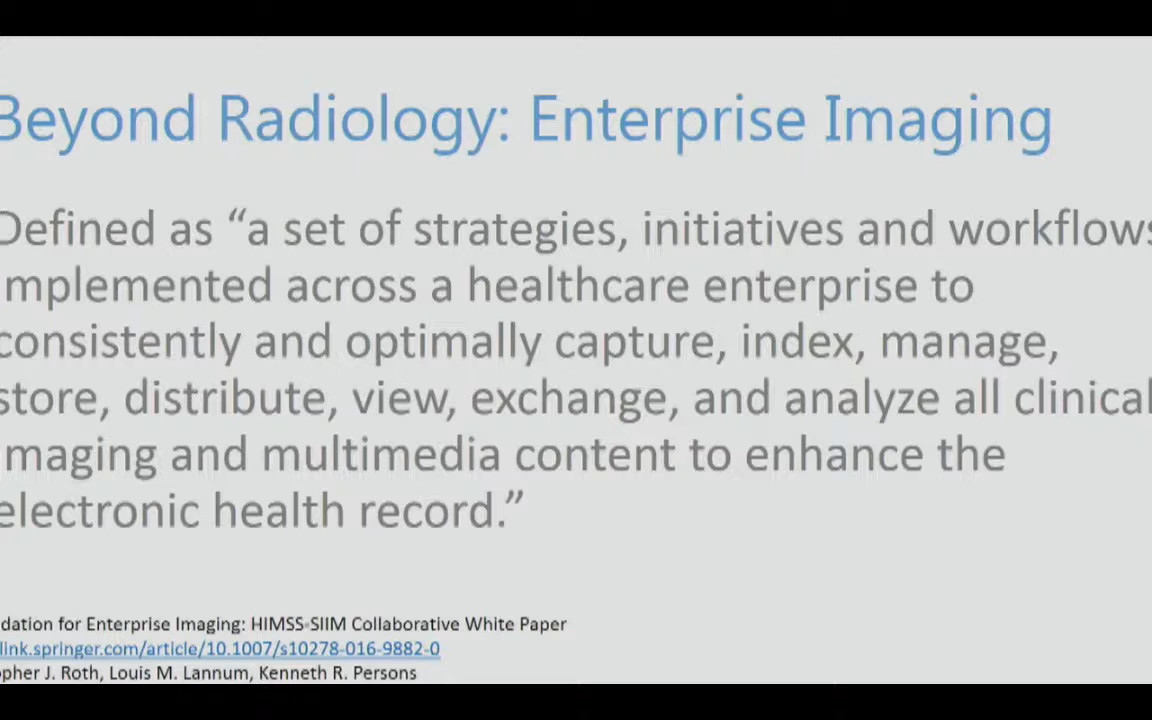 Beyond Radiology: Enterprise Imaging
Defined as “a set of strategies, initiatives and workflows
implemented across a healthcare enterprise to
consistently and optimally capture, index, manage,
store, distribute, view, exchange, and analyze all clinical
imaging and multimedia content to enhance the
electronic health record.”
dation for Enterprise Imaging: HIMSS-SIIM Collaborative White Paper
link.springer.com/article/10.1007/s10278-016-9882-0
opher J. Roth, Louis M. Lannum, Kenneth R. Persons